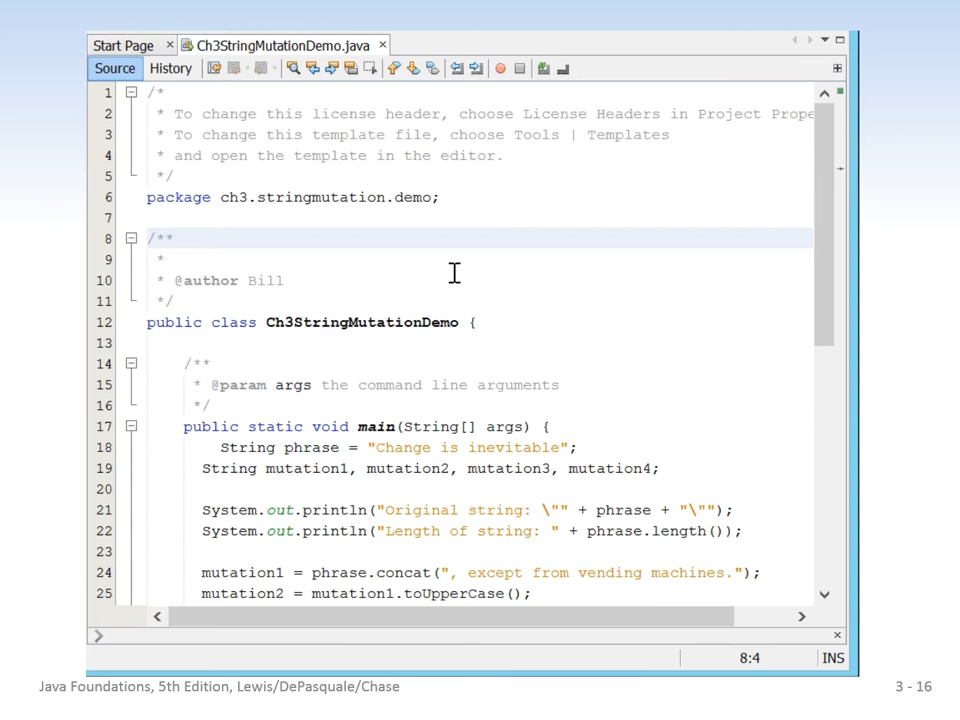 Start Page × Ch3StringMutationDemo.java ×
Source History
1 /*
2 * To change this license header, choose License Headers in Project Prope
3 * To change this template file, choose Tools | Templates
4 * and open the template in the editor.
5 */
6 package ch3.stringmutation.demo;
7
8 /**
9 *
10 * @author Bill
11 */
12 public class Ch3StringMutationDemo {
13
14 /**
15 * @param args the command line arguments
16 */
17 public static void main(String[] args) {
18 String phrase = "Change is inevitable";
19 String mutation1, mutation2, mutation3, mutation4;
20
21 System.out.println("Original string: \"" + phrase + "\"");
22 System.out.println("Length of string: " + phrase.length());
23
24 mutation1 = phrase.concat(", except from vending machines.");
25 mutation2 = mutation1.toUpperCase();
8:4 INS
Java Foundations, 5th Edition, Lewis/DePasquale/Chase 3 - 16